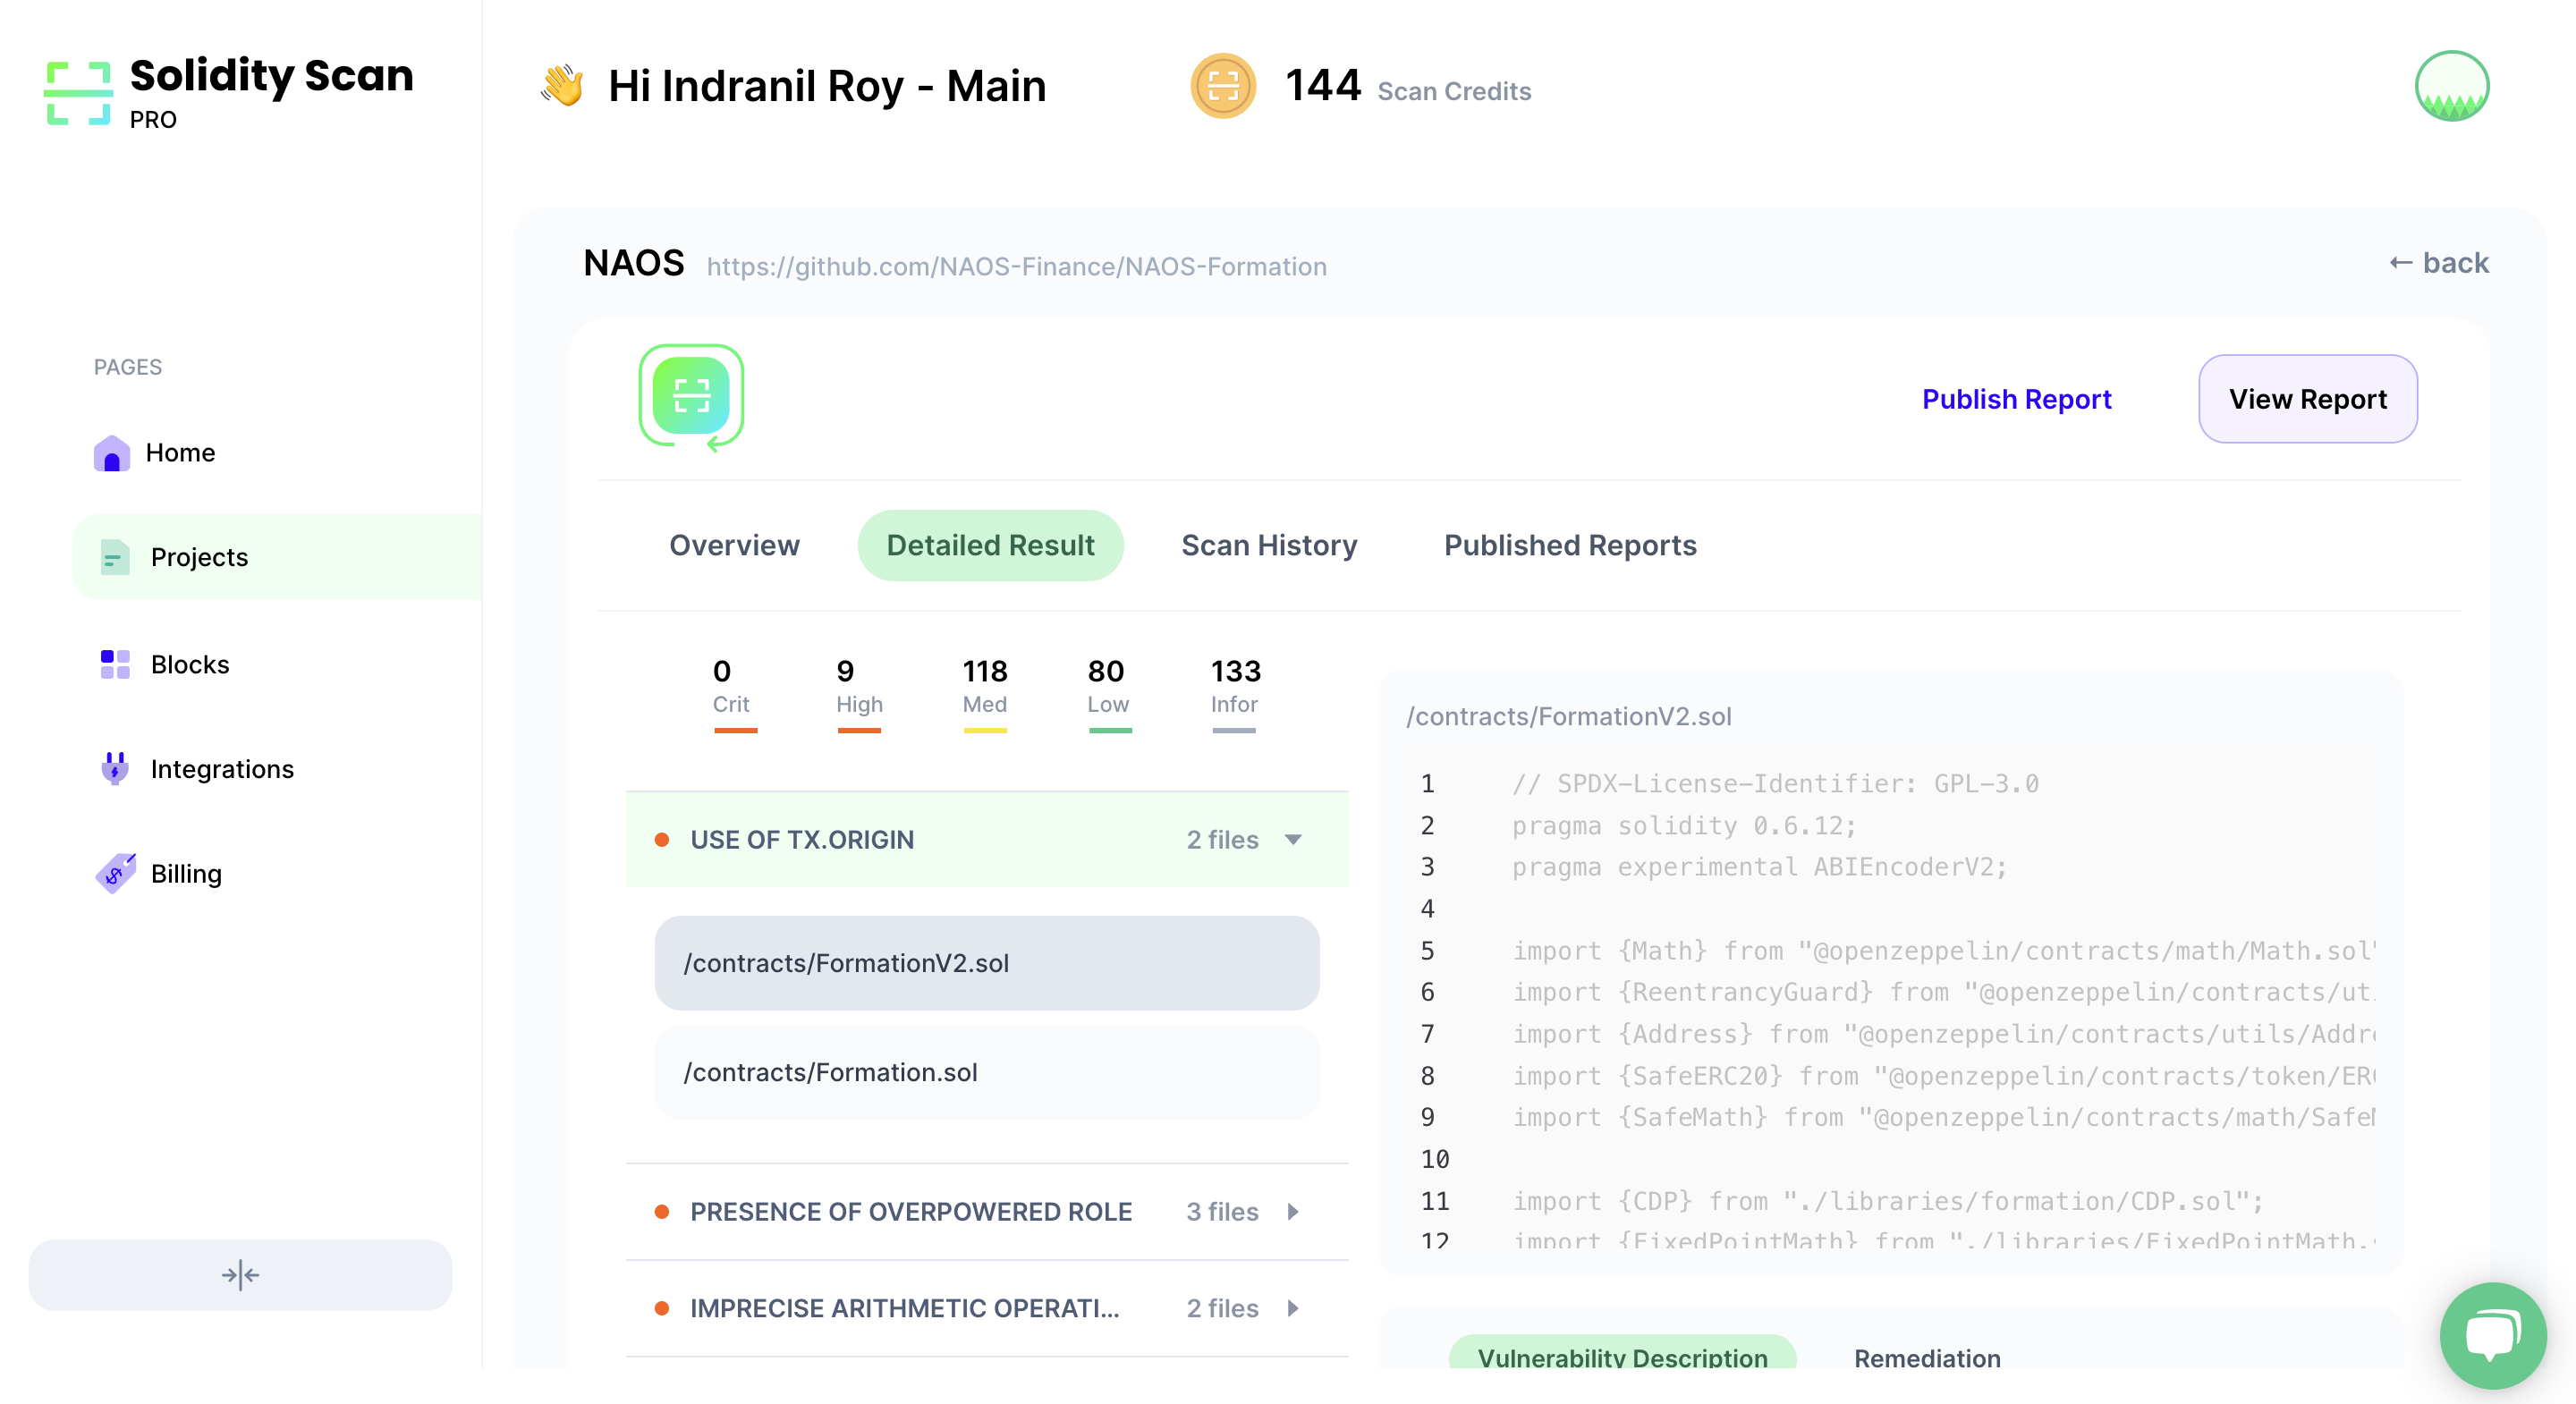 Solidity Scan
PRO
Hi Indranil Roy - Main
144 Scan Credits
NAOS https://github.com/NAOS-Finance/NAOS-Formation
← back
PAGES
Home
Projects
Blocks
Integrations
Billing
Publish Report
View Report
Overview
Detailed Result
Scan History
Published Reports
0 9 118 80 133
Crit High Med Low Infor
USE OF TX.ORIGIN 2 files
/contracts/FormationV2.sol
/contracts/Formation.sol
PRESENCE OF OVERPOWERED ROLE 3 files
IMPRECISE ARITHMETIC OPERATI... 2 files
/contracts/FormationV2.sol
1 // SPDX-License-Identifier: GPL-3.0
2 pragma solidity 0.6.12;
3 pragma experimental ABIEncoderV2;
4
5 import {Math} from "@openzeppelin/contracts/math/Math.sol"
6 import {ReentrancyGuard} from "@openzeppelin/contracts/uti
7 import {Address} from "@openzeppelin/contracts/utils/Addre
8 import {SafeERC20} from "@openzeppelin/contracts/token/ERC
9 import {SafeMath} from "@openzeppelin/contracts/math/SafeM
10
11 import {CDP} from "./libraries/formation/CDP.sol";
12 import {FixedPointMath} from "./libraries/FixedPointMath.s
Vulnerability Description
Remediation